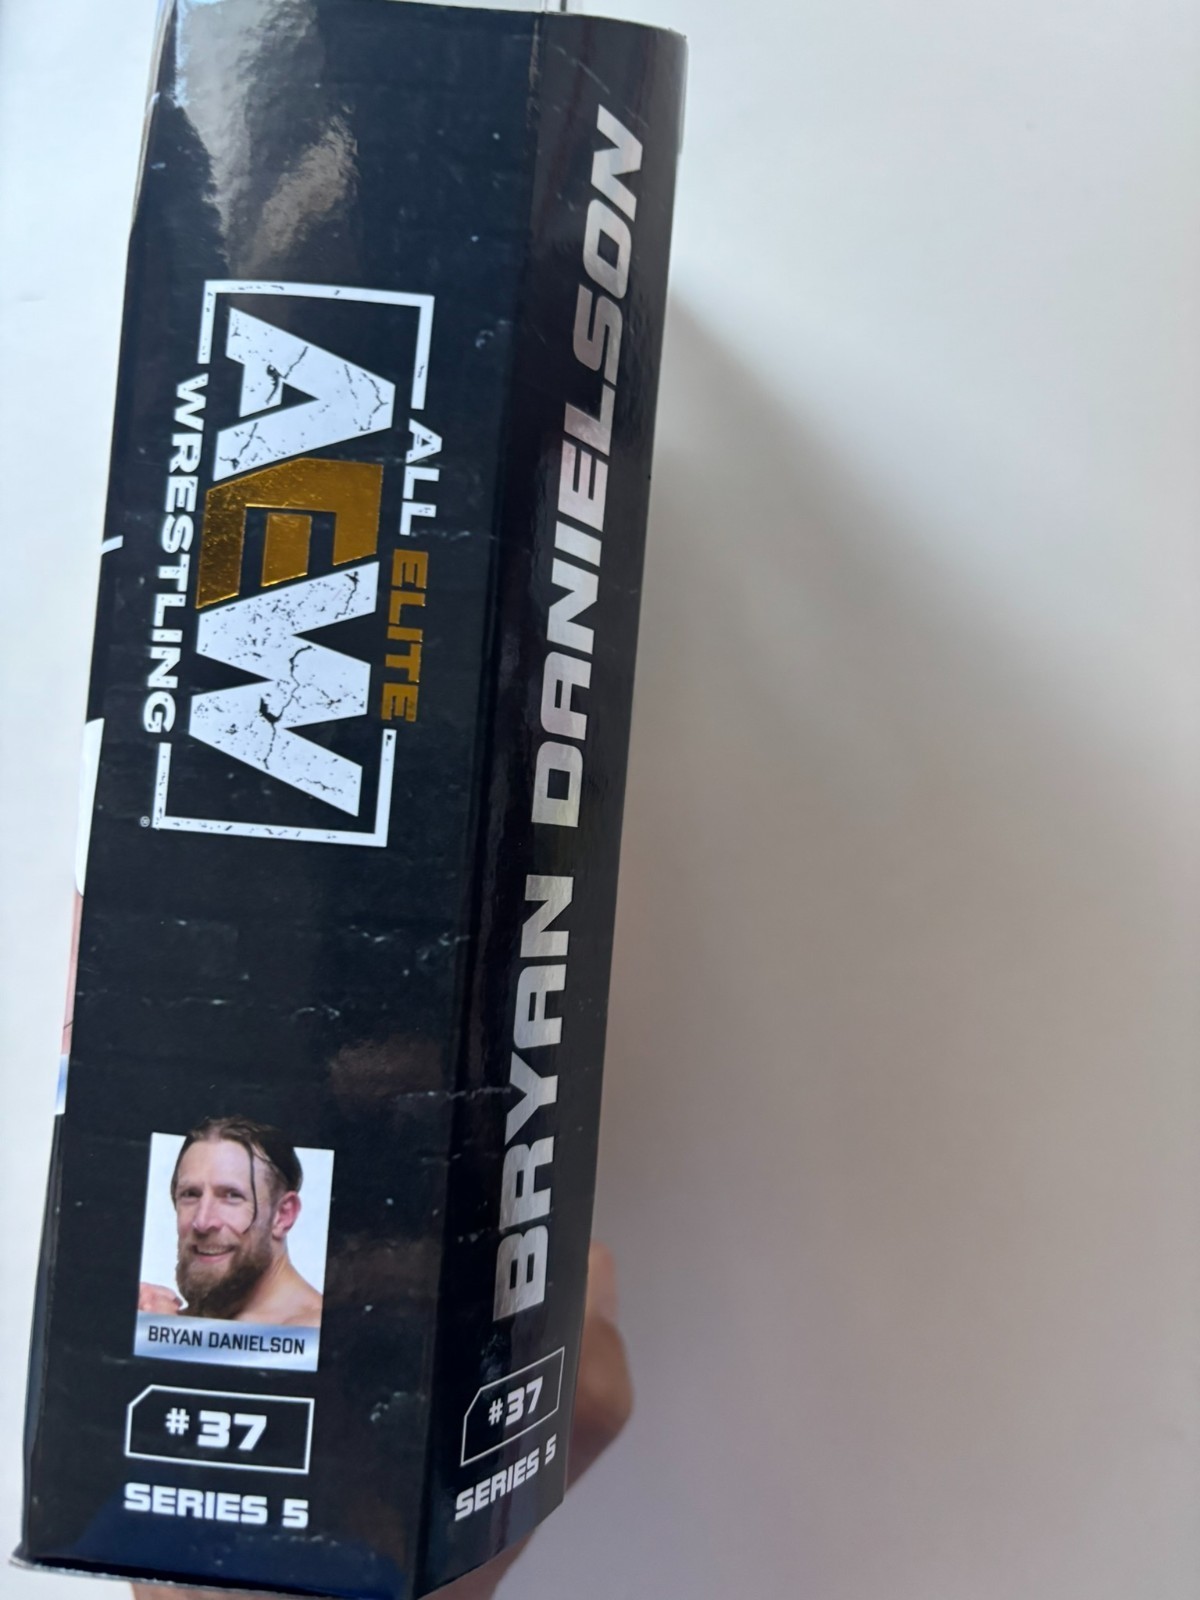 ALL ELITE
AEW
WRESTLING®
BRYAN DANIELSON
#37
SERIES 5
BRYAN DANIELSON
#37
SERIES 5